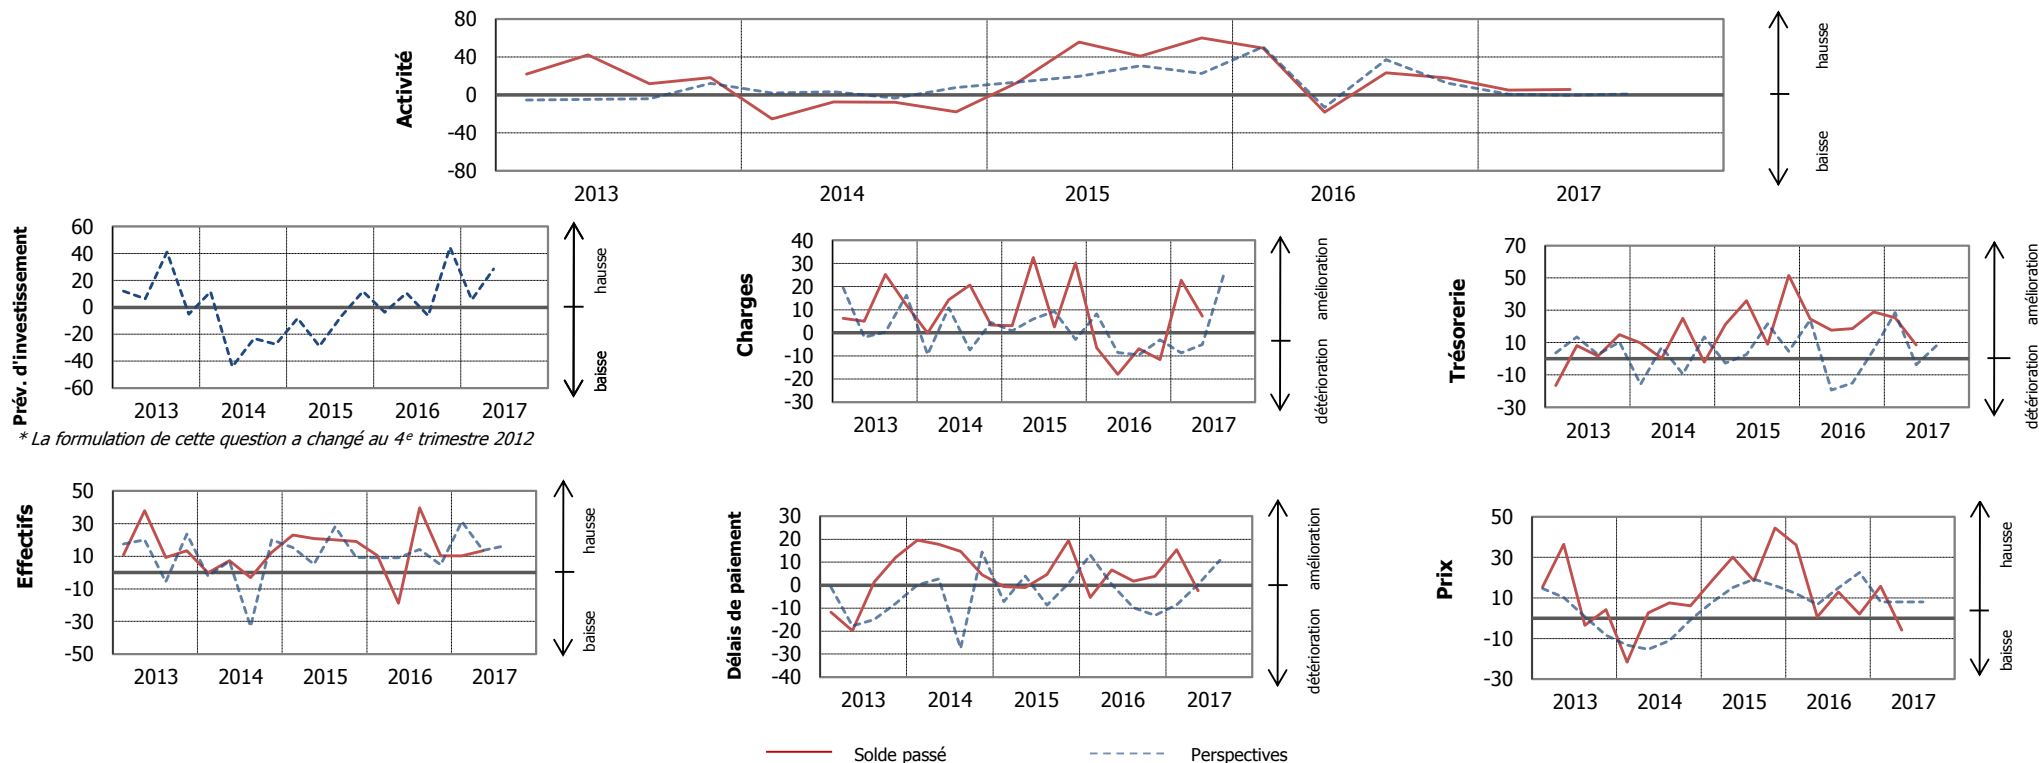 Activité
80
40
0
-40
-80
2013 2014 2015 2016 2017
hausse
baisse
Prév. d'investissement
60
40
20
0
-20
-40
-60
2013 2014 2015 2016 2017
hausse
baisse
* La formulation de cette question a changé au 4e trimestre 2012
Charges
40
30
20
10
0
-10
-20
-30
2013 2014 2015 2016 2017
amélioration
détérioration
Trésorerie
70
50
30
10
-10
-30
2013 2014 2015 2016 2017
amélioration
détérioration
Effectifs
50
30
10
-10
-30
-50
2013 2014 2015 2016 2017
hausse
baisse
Délais de paiement
30
20
10
0
-10
-20
-30
-40
2013 2014 2015 2016 2017
amélioration
détérioration
Prix
50
30
10
-10
-30
2013 2014 2015 2016 2017
hausse
baisse
Solde passé Perspectives